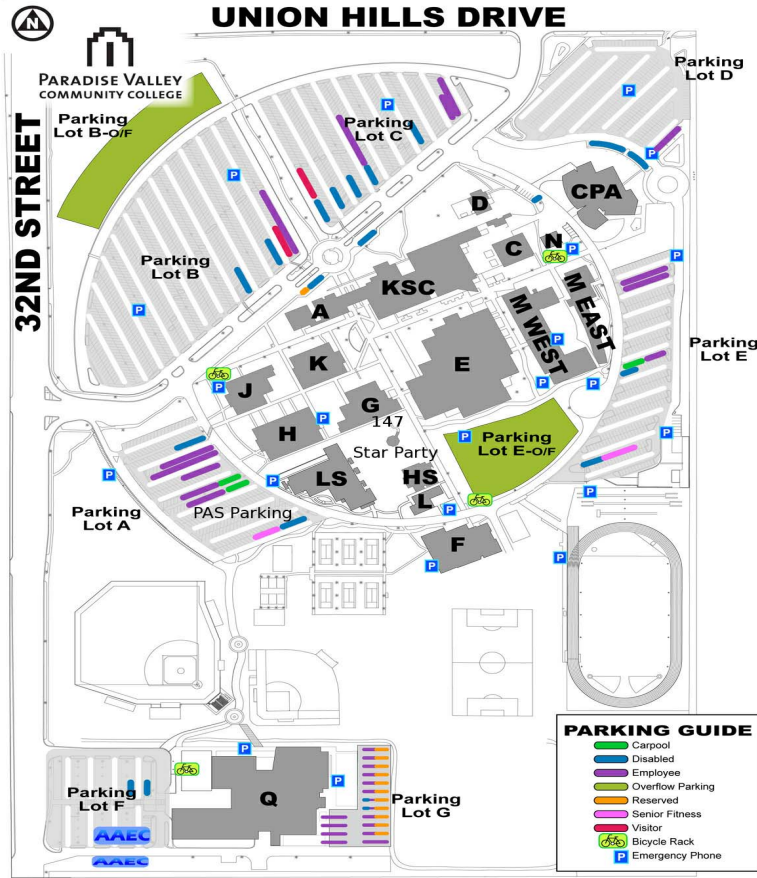 UNION HILLS DRIVE
N
PARADISE VALLEY
COMMUNITY COLLEGE
32ND STREET
Parking
Lot B-O/F
Parking
Lot C
Parking
Lot D
P
P
P
P
P
CPA
D
N
C
P
Parking
Lot B
KSC
P
M EAST
M WEST
A
P
P
E
K
Parking
Lot E
J
P
P
P
G
H
P
147
Star Party
P
Parking
Lot E-O/F
P
P
LS
HS
P
L
PAS Parking
Parking
Lot A
P
P
F
P
P
P
Parking
Lot F
Q
P
Parking
Lot G
AAEC
AAEC
PARKING GUIDE
Carpool
Disabled
Employee
Overflow Parking
Reserved
Senior Fitness
Visitor
Bicycle Rack
P Emergency Phone